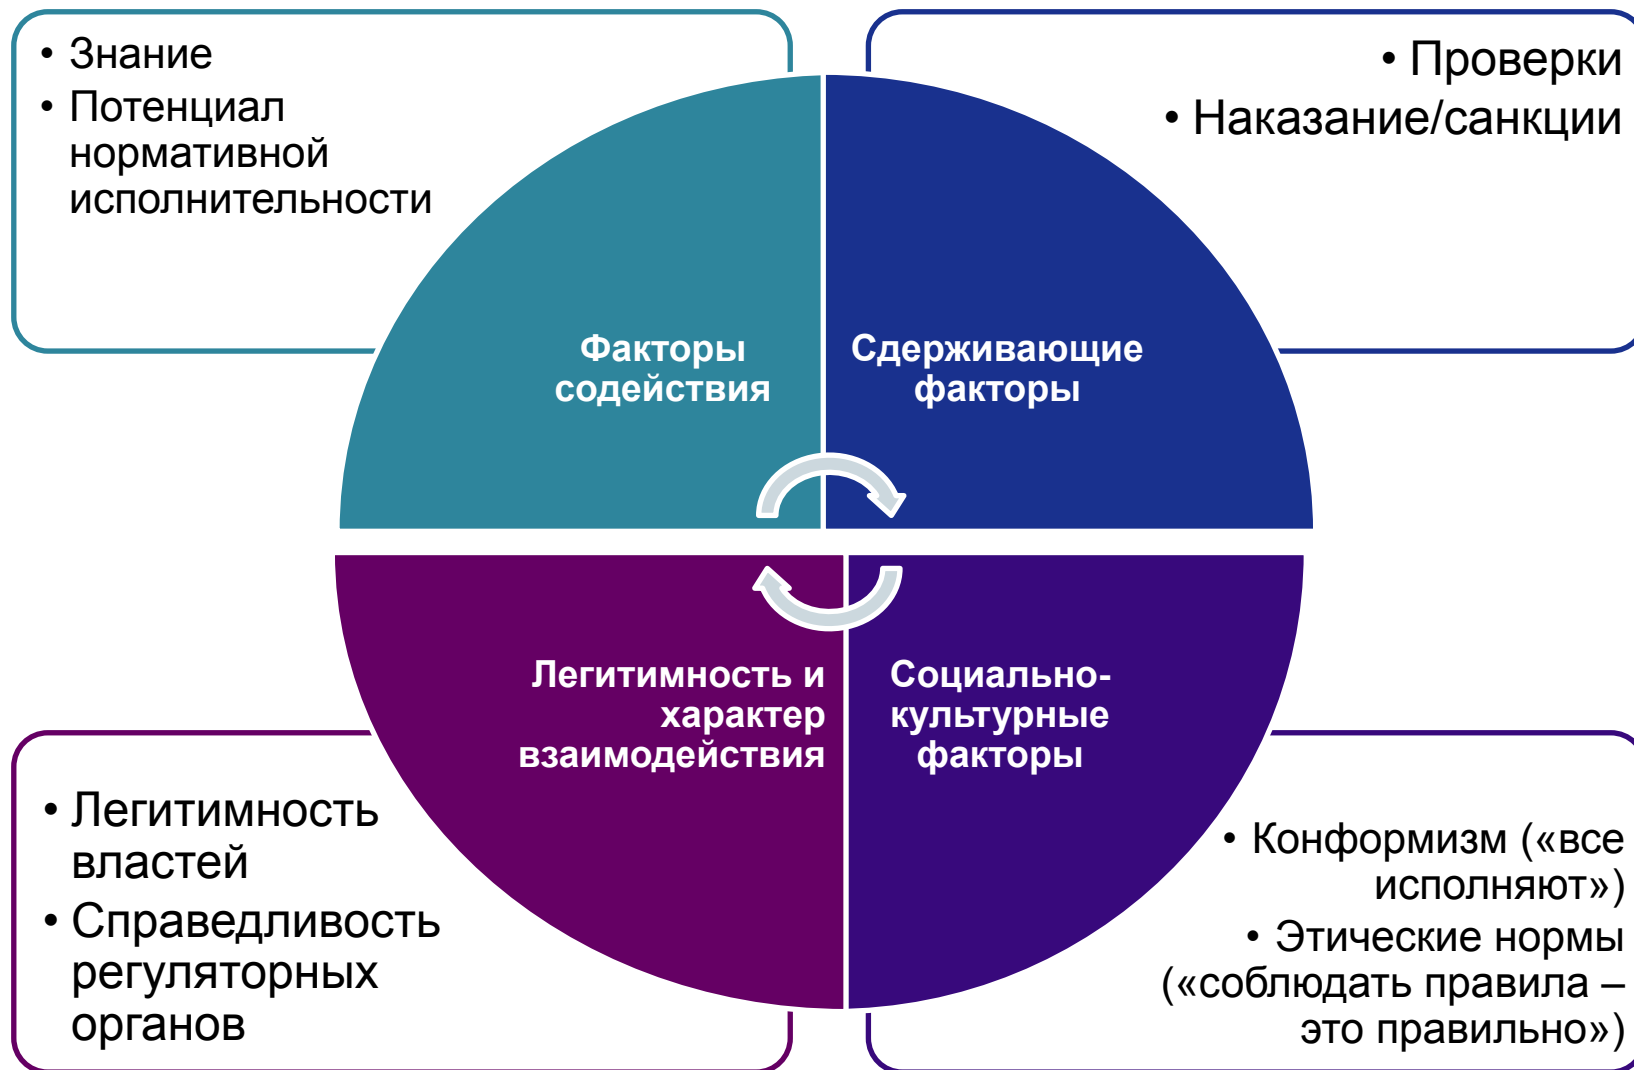 • Знание
• Потенциал
нормативной
исполнительности
• Проверки
• Наказание/санкции
Факторы
содействия
Сдерживающие
факторы
Легитимность и
характер
взаимодействия
Социально-
культурные
факторы
• Легитимность
властей
• Справедливость
регуляторных
органов
• Конформизм («все
исполняют»)
• Этические нормы
(«соблюдать правила –
это правильно»)